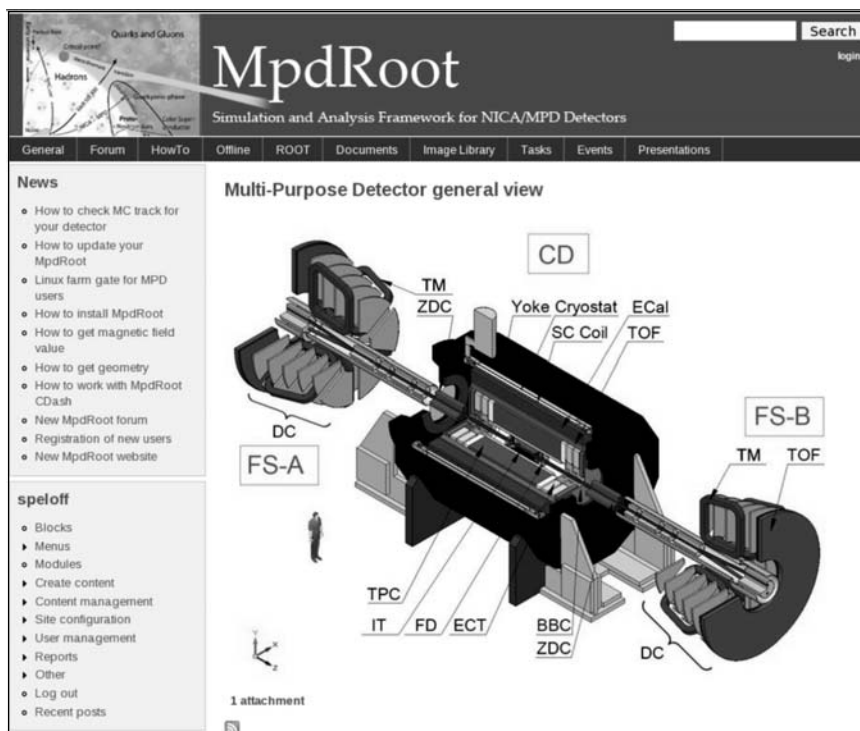 Quarks and Gluons
Critical point?
Hadrons
MpdRoot
Simulation and Analysis Framework for NICA/MPD Detectors
Search
login
General Forum HowTo Offline ROOT Documents Image Library Tasks Events Presentations
News
How to check MC track for
your detector
How to update your
MpdRoot
Linux farm gate for MPD
users
How to install MpdRoot
How to get magnetic field
value
How to get geometry
How to work with MpdRoot
CDash
New MpdRoot forum
Registration of new users
New MpdRoot website
speloff
Blocks
Menus
Modules
Create content
Content management
Site configuration
User management
Reports
Other
Log out
Recent posts
Multi-Purpose Detector general view
CD
TM
ZDC
Yoke Cryostat ECal
SC Coil TOF
DC
FS-A
FS-B
TM TOF
TPC
IT FD ECT BBC
ZDC
DC
Y
X
Z
1 attachment